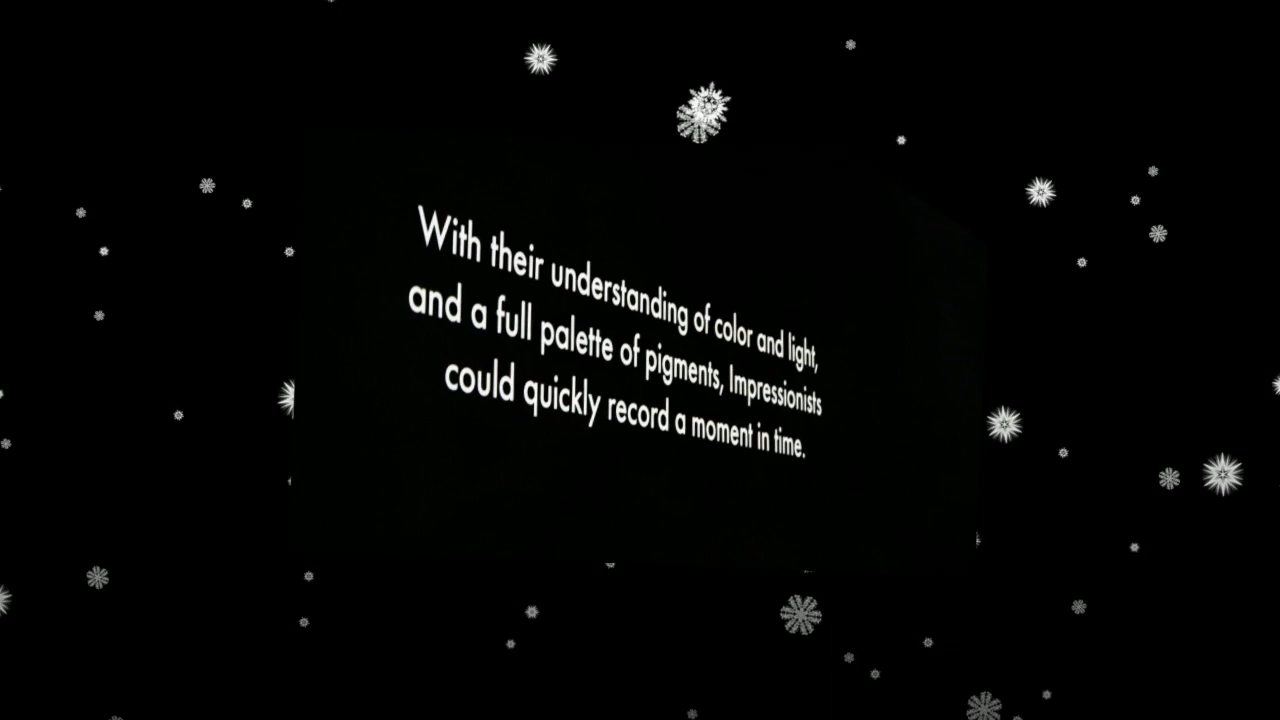 With their understanding of color and light,
and a full palette of pigments, Impressionists
could quickly record a moment in time.